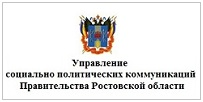 Управление
социально политических коммуникаций
Правительства Ростовской области